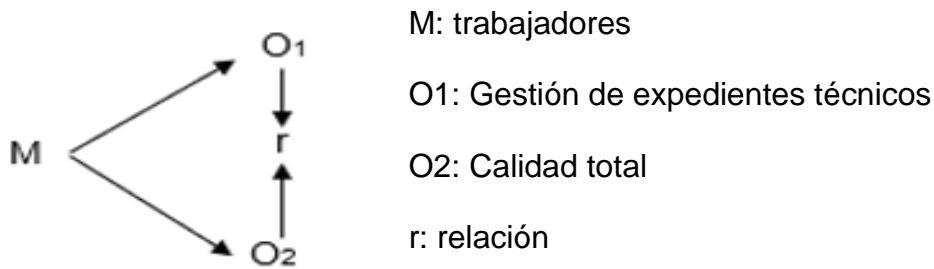 M: trabajadores
O1
O1: Gestión de expedientes técnicos
M
r
O2: Calidad total
O2
r: relación